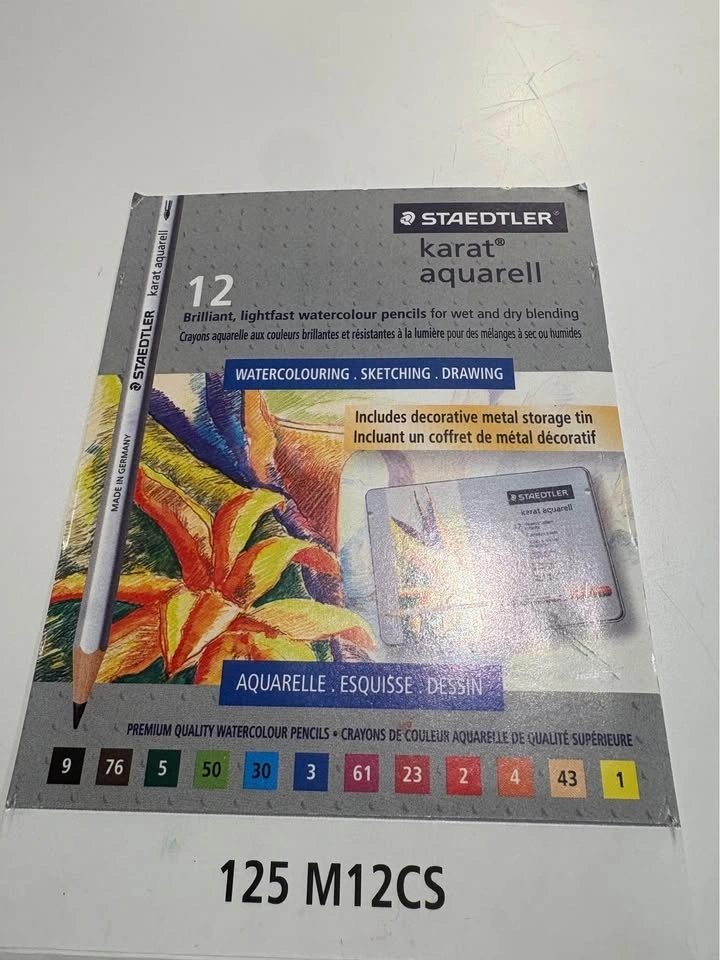 STAEDTLER®
karat®
aquarell
12
Brilliant, lightfast watercolour pencils for wet and dry blending
Crayons aquarelle aux couleurs brillantes et résistantes à la lumière pour des mélanges à sec ou humides
WATERCOLOURING . SKETCHING . DRAWING
MADE IN GERMANY STAEDTLER karat aquarell
Includes decorative metal storage tin
Incluant un coffret de métal décoratif
STAEDTLER
karat aquarell
AQUARELLE . ESQUISSE . DESSIN
PREMIUM QUALITY WATERCOLOUR PENCILS • CRAYONS DE COULEUR AQUARELLE DE QUALITÉ SUPÉRIEURE
9 76 5 50 30 3 61 23 2 4 43 1
125 M12CS